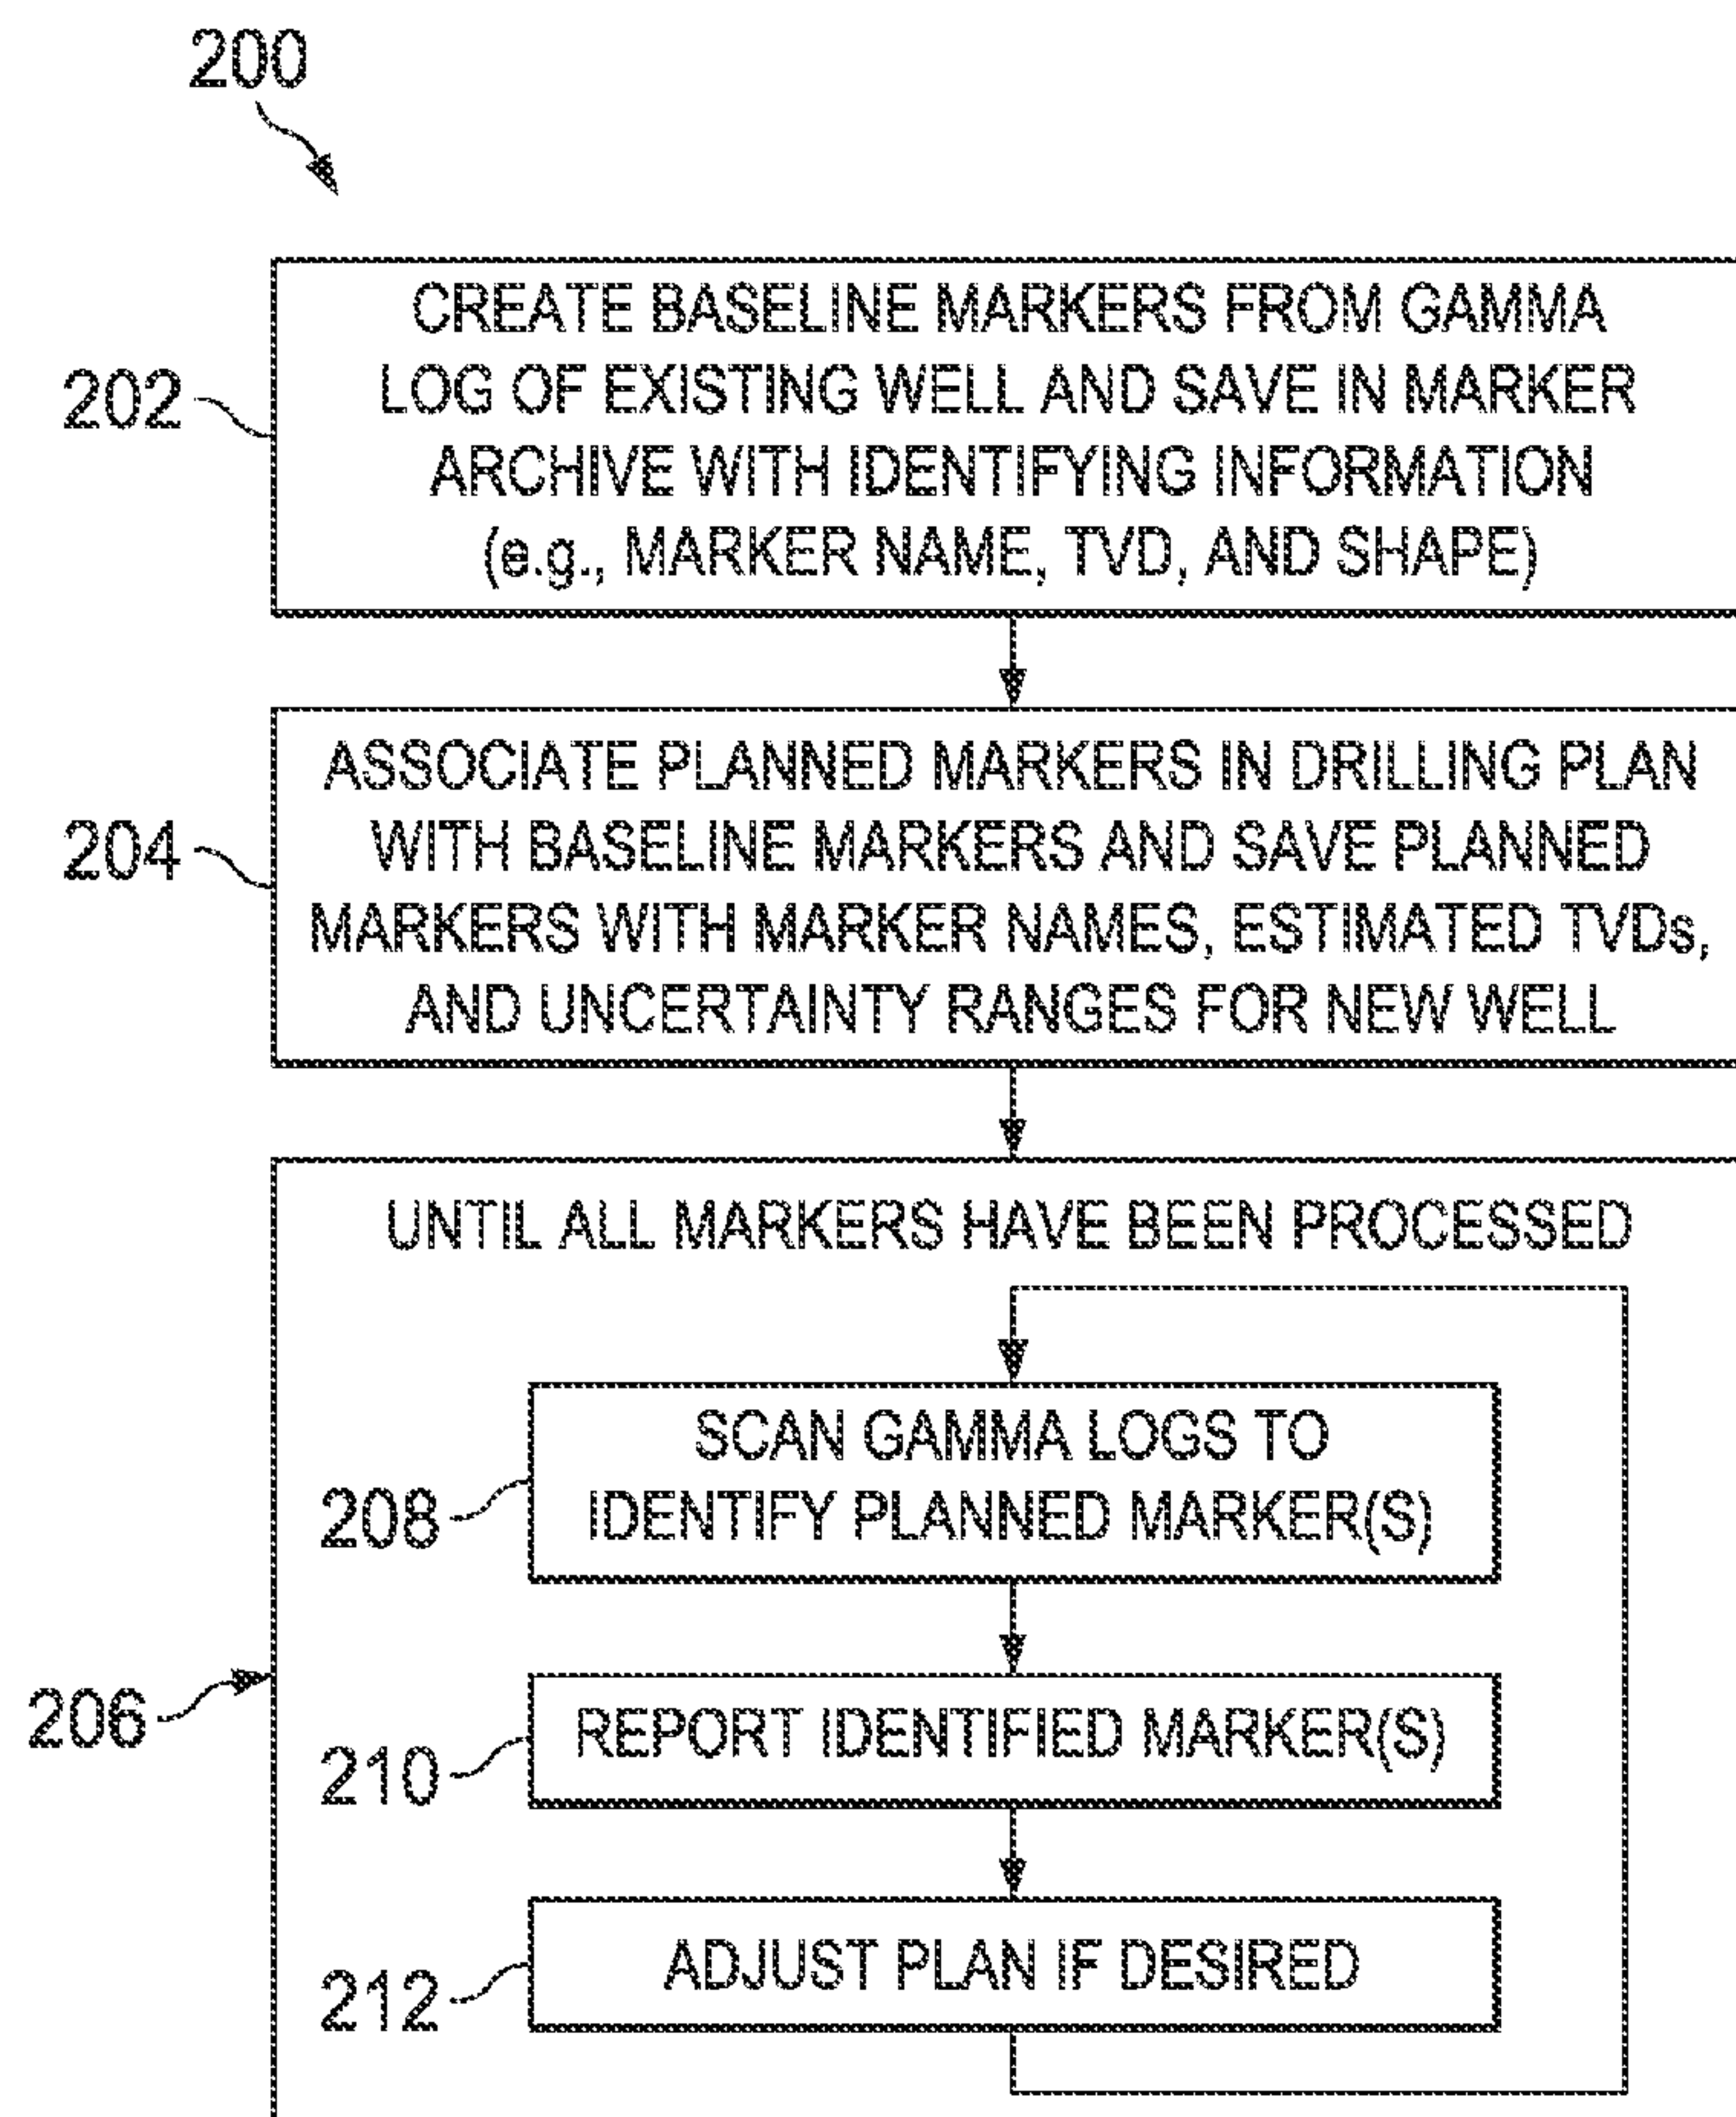 200
CREATE BASELINE MARKERS FROM GAMMA
LOG OF EXISTING WELL AND SAVE IN MARKER
202
ARCHIVE WITH IDENTIFYING INFORMATION
(e.g., MARKER NAME, TVD, AND SHAPE)
ASSOCIATE PLANNED MARKERS IN DRILLING PLAN
204
WITH BASELINE MARKERS AND SAVE PLANNED
MARKERS WITH MARKER NAMES, ESTIMATED TVDs,
AND UNCERTAINTY RANGES FOR NEW WELL
UNTIL ALL MARKERS HAVE BEEN PROCESSED
SCAN GAMMA LOGS TO
IDENTIFY PLANNED MARKER(S)
208
206
REPORT IDENTIFIED MARKER(S)
210
ADJUST PLAN IF DESIRED
212